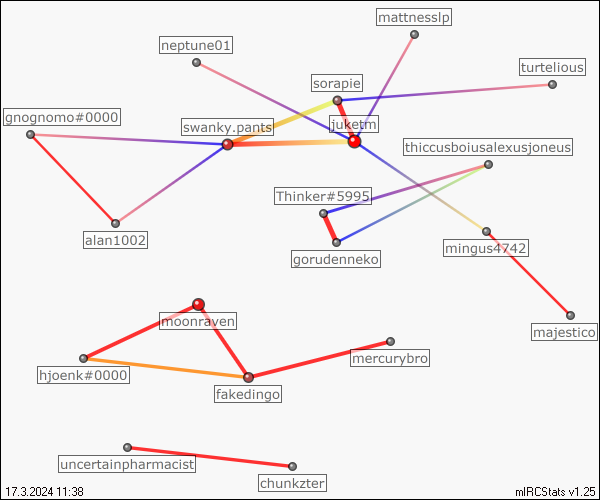 mattnesslp
neptune01
turtelious
sorapie
gnognomo#0000
swanky.pants
juketm
thiccusboiusalexusjoneus
Thinker#5995
alan1002
mingus4742
gorudenneko
moonraven
majestico
mercurybro
hjoenk#0000
fakedingo
uncertainpharmacist
chunkzter
17.3.2024 11:38
mIRCStats v1.25